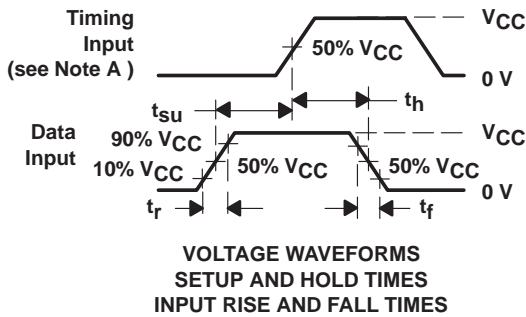 Timing
Input
(see Note A )
50% VCC
VCC
0 V
tsu
th
Data
Input
90% VCC
10% VCC
50% VCC
50% VCC
VCC
0 V
tr
tf
VOLTAGE WAVEFORMS
SETUP AND HOLD TIMES
INPUT RISE AND FALL TIMES